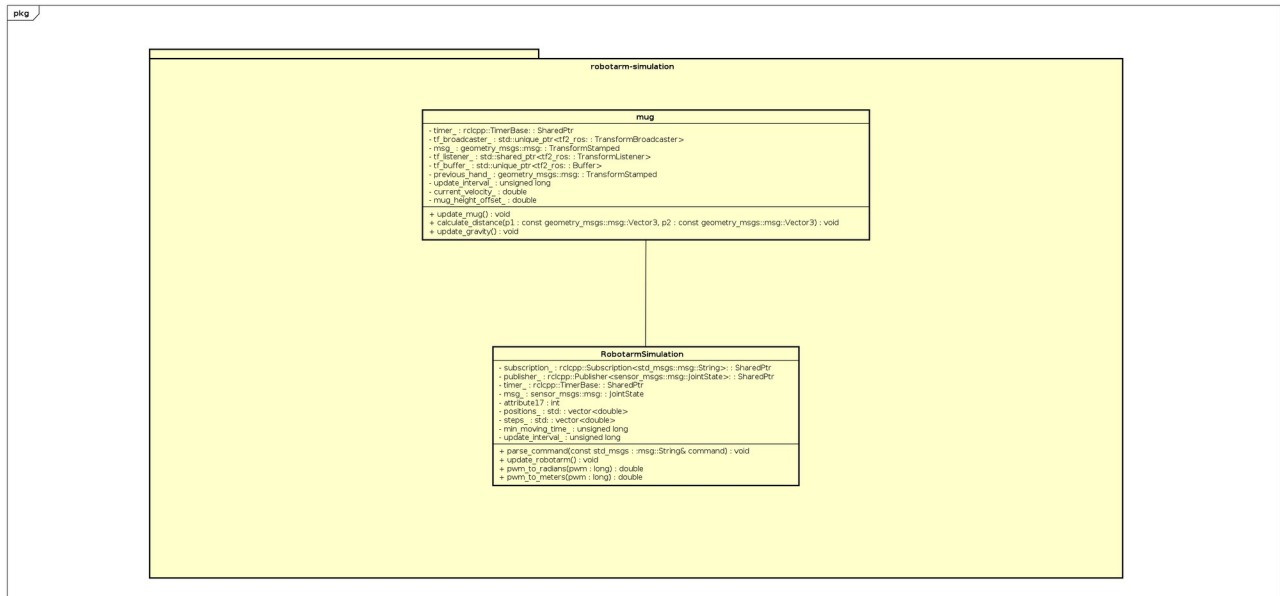 pkg
robotarm-simulation
mug
- timer_ : rclcpp::TimerBase: : SharedPtr
- tf_broadcaster_ : std::unique_ptr<tf2_ros: : TransformBroadcaster>
- msg_ : geometry_msgs::msg: : TransformStamped
- tf_listener_ : std::shared_ptr<tf2_ros: : TransformListener>
- tf_buffer_ : std::unique_ptr<tf2_ros: : Buffer>
- previous_hand_ : geometry_msgs::msg: : TransformStamped
- update_interval_ : unsigned long
- current_velocity_ : double
- mug_height_offset_ : double
+ update_mug() : void
+ calculate_distance(p1 : const geometry_msgs::msg::Vector3, p2 : const geometry_msgs::msg::Vector3) : void
+ update_gravity() : void
RobotarmSimulation
- subscription_ : rclcpp::Subscription<std_msgs::msg::String>: : SharedPtr
- publisher_ : rclcpp::Publisher<sensor_msgs::msg::JointState>: : SharedPtr
- timer_ : rclcpp::TimerBase: : SharedPtr
- msg_ : sensor_msgs::msg: : JointState
- attribute17 : int
- positions_ : std: : vector<double>
- steps_ : std: : vector<double>
- min_moving_time_ : unsigned long
- update_interval_ : unsigned long
+ parse_command(const std_msgs : :msg::String& command) : void
+ update_robotarm() : void
+ pwm_to_radians(pwm : long) : double
+ pwm_to_meters(pwm : long) : double